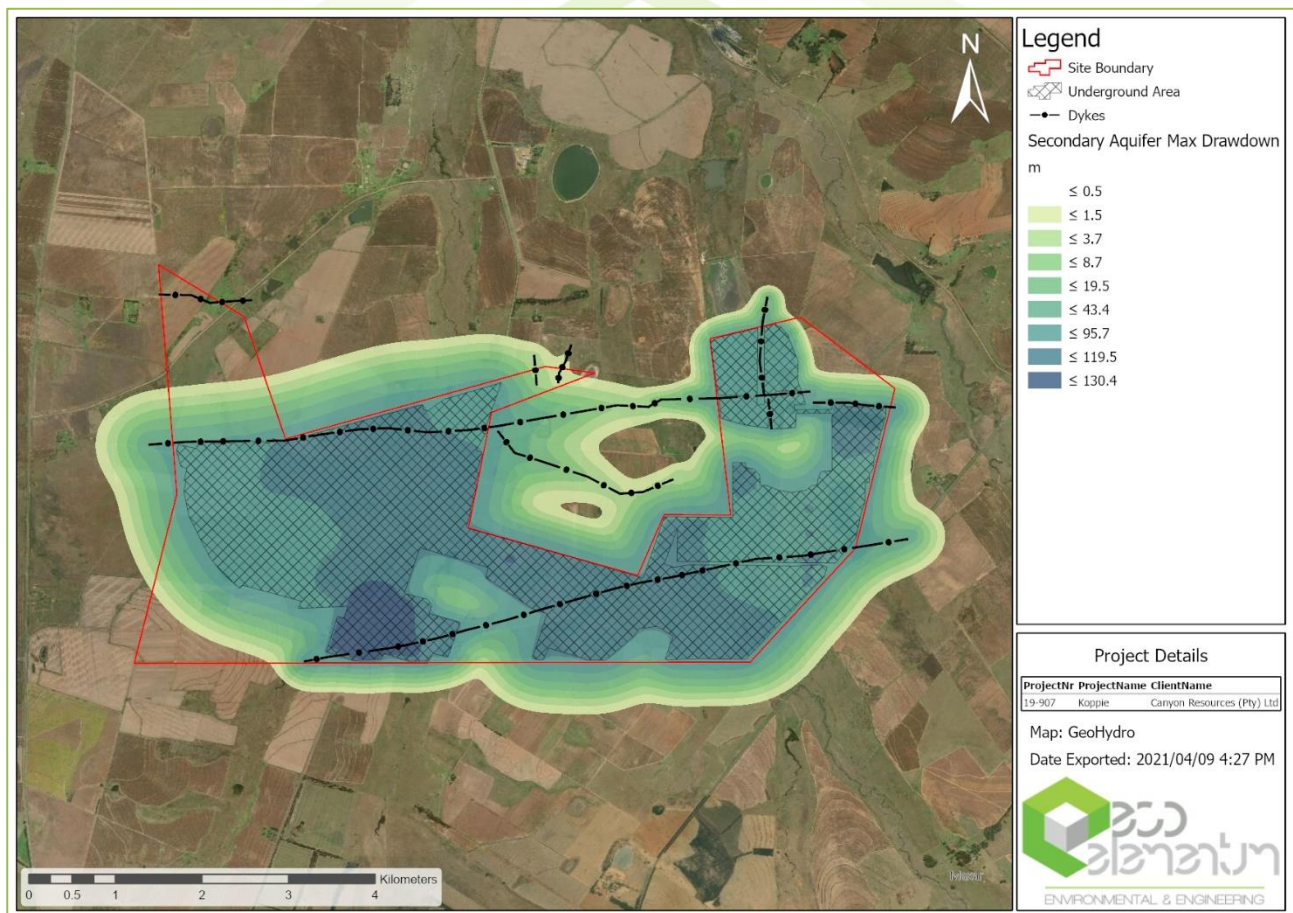 N
Kilometers
0 0.5 1 2 3 4
Maxar
Legend
Site Boundary
Underground Area
Dykes
Secondary Aquifer Max Drawdown
m
≤ 0.5
≤ 1.5
≤ 3.7
≤ 8.7
≤ 19.5
≤ 43.4
≤ 95.7
≤ 119.5
≤ 130.4
Project Details
ProjectNr ProjectName ClientName
19-907 Koppie Canyon Resources (Pty) Ltd
Map: GeoHydro
Date Exported: 2021/04/09 4:27 PM
eco
elementum
ENVIRONMENTAL & ENGINEERING